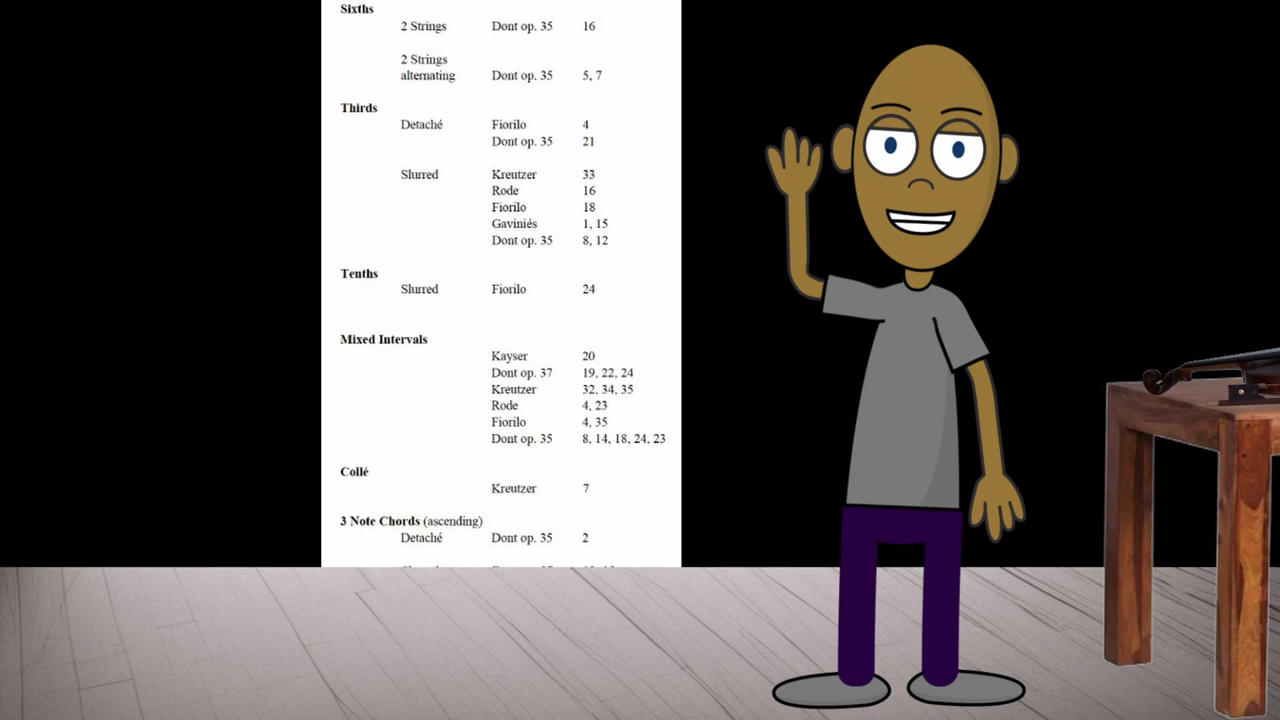 Sixths
2 Strings Dont op. 35 16
2 Strings
alternating Dont op. 35 5, 7
Thirds
Detaché Fiorilo 4
Dont op. 35 21
Slurred Kreutzer 33
Rode 16
Fiorilo 18
Gaviniés 1, 15
Dont op. 35 8, 12
Tenths
Slurred Fiorilo 24
Mixed Intervals
Kayser 20
Dont op. 37 19, 22, 24
Kreutzer 32, 34, 35
Rode 4, 23
Fiorilo 4, 35
Dont op. 35 8, 14, 18, 24, 23
Collé
Kreutzer 7
3 Note Chords (ascending)
Detaché Dont op. 35 2